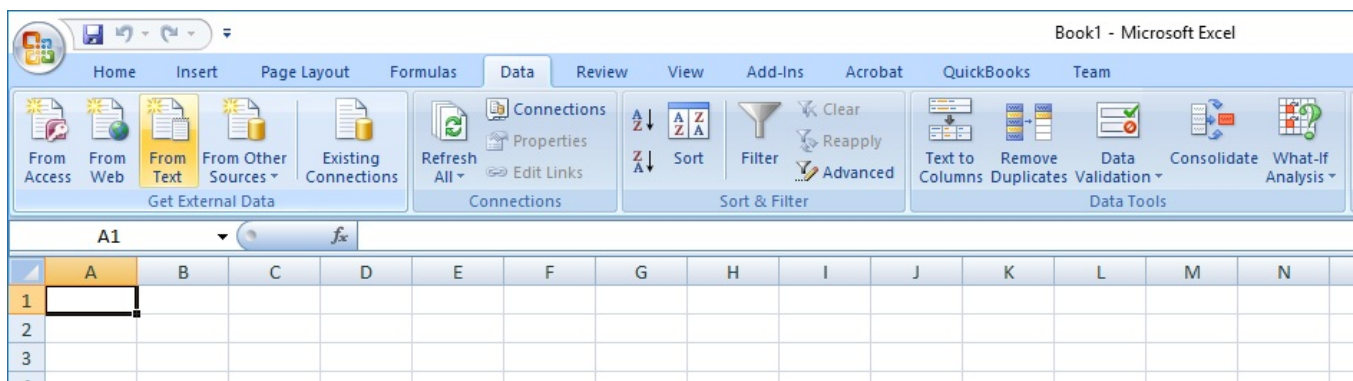 Book1 - Microsoft Excel
Home Insert Page Layout Formulas Data Review View Add-Ins Acrobat QuickBooks Team
From Access
From Web
From Text
From Other Sources
Existing Connections
Get External Data
Refresh All
Connections
Properties
Edit Links
Connections
A Z
Z A
A Z Z A
Sort
Filter
Clear
Reapply
Advanced
Sort & Filter
Text to Columns
Remove Duplicates
Data Validation
Consolidate
What-If Analysis
Data Tools
A1 fx
A B C D E F G H I J K L M N
1
2
3